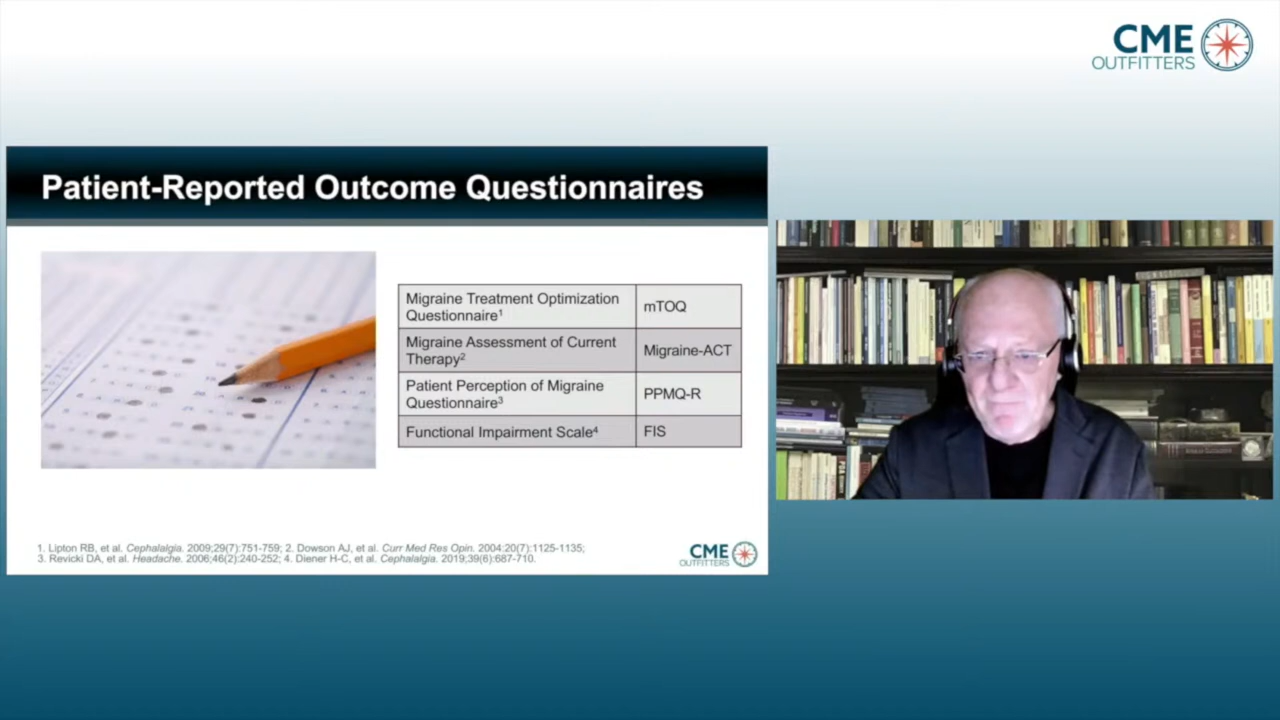 CME
OUTFITTERS
Patient-Reported Outcome Questionnaires
Migraine Treatment Optimization
Questionnaire¹
mTOQ
Migraine Assessment of Current
Therapy²
Migraine-ACT
Patient Perception of Migraine
Questionnaire³
PPMQ-R
Functional Impairment Scale⁴
FIS
1. Lipton RB, et al. Cephalalgia. 2009;29(7):751-759; 2. Dowson AJ, et al. Curr Med Res Opin. 2004:20(7):1125-1135;
3. Revicki DA, et al. Headache. 2006;46(2):240-252; 4. Diener H-C, et al. Cephalalgia. 2019;39(6):687-710.
CME
OUTFITTERS